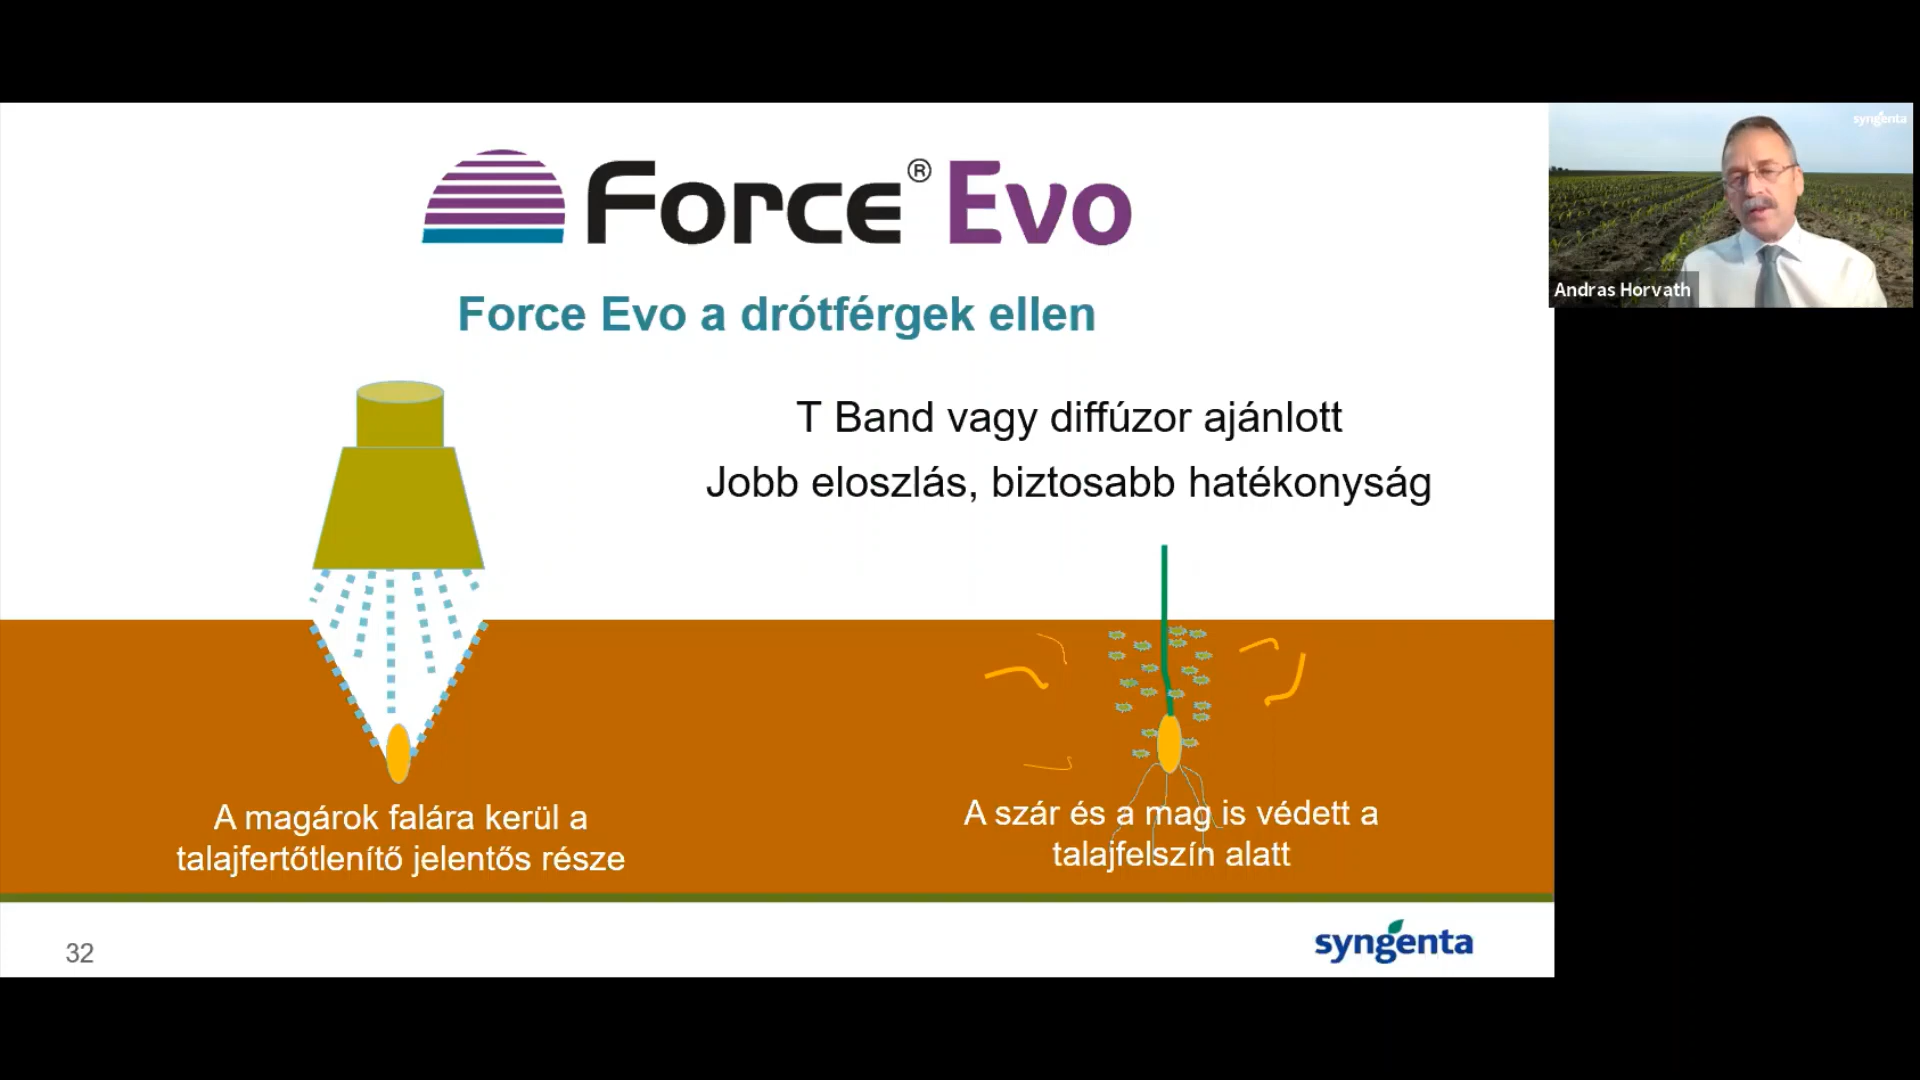 Force® Evo
syngenta
Andras Horvath
Force Evo a drótférgek ellen
T Band vagy diffúzor ajánlott
Jobb eloszlás, biztosabb hatékonyság
A magárok falára kerül a
talajfertőtlenítő jelentős része
A szár és a mag is védett a
talajfelszín alatt
32
syngenta